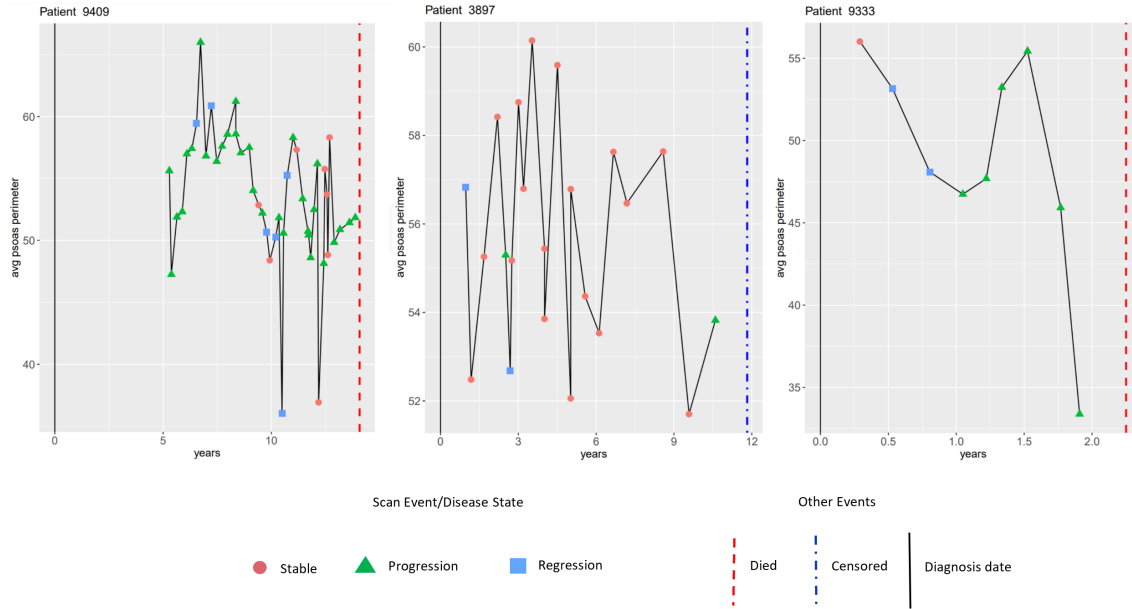 Patient 9409
avg psoas perimeter
60
50
40
0
5
10
years
Patient 3897
avg psoas perimeter
60
58
56
54
52
0
3
6
9
12
years
Patient 9333
avg psoas perimeter
55
50
45
40
35
0.0
0.5
1.0
1.5
2.0
years
Scan Event/Disease State
Other Events
Stable
Progression
Regression
Died
Censored
Diagnosis date